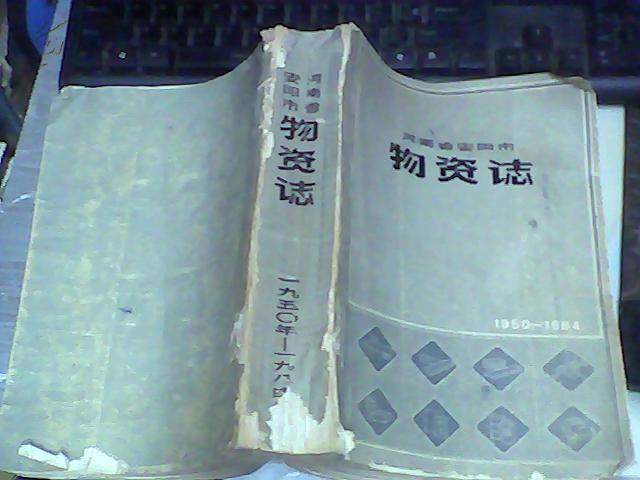 河南省
安阳市
物资志
一九五〇年—一九八四
河南省安阳市
物资志
1950-1984